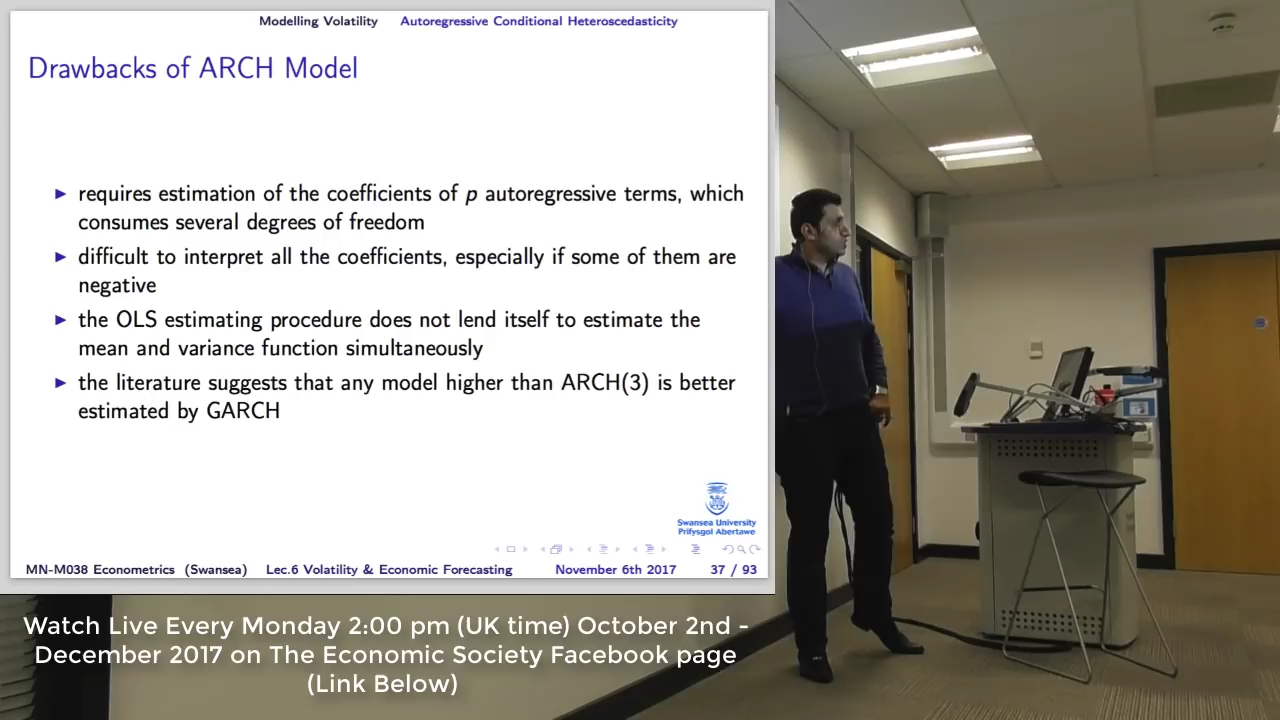 Modelling Volatility Autoregressive Conditional Heteroscedasticity
Drawbacks of ARCH Model
requires estimation of the coefficients of p autoregressive terms, which
consumes several degrees of freedom
difficult to interpret all the coefficients, especially if some of them are
negative
the OLS estimating procedure does not lend itself to estimate the
mean and variance function simultaneously
the literature suggests that any model higher than ARCH(3) is better
estimated by GARCH
Swansea University
Prifysgol Abertawe
MN-M038 Econometrics (Swansea) Lec.6 Volatility & Economic Forecasting November 6th 2017 37 / 93
Watch Live Every Monday 2:00 pm (UK time) October 2nd -
December 2017 on The Economic Society Facebook page
(Link Below)